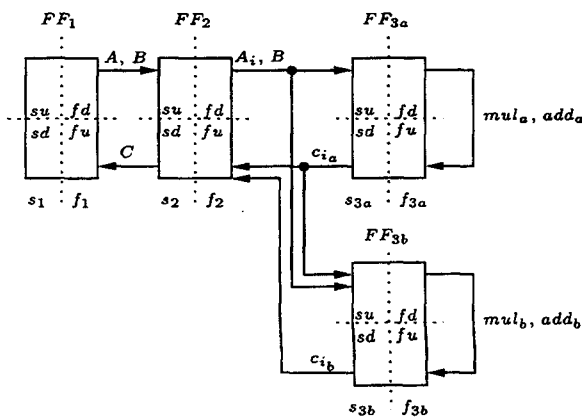 FF1 FF2 FF3a
A, B Ai, B
su fd su fd su fd mula, adda
sd fu sd fu sd fu
C cia
s1 f1 s2 f2 s3a f3a
FF3b
su fd
sd fu mulb, addb
cib
s3b f3b